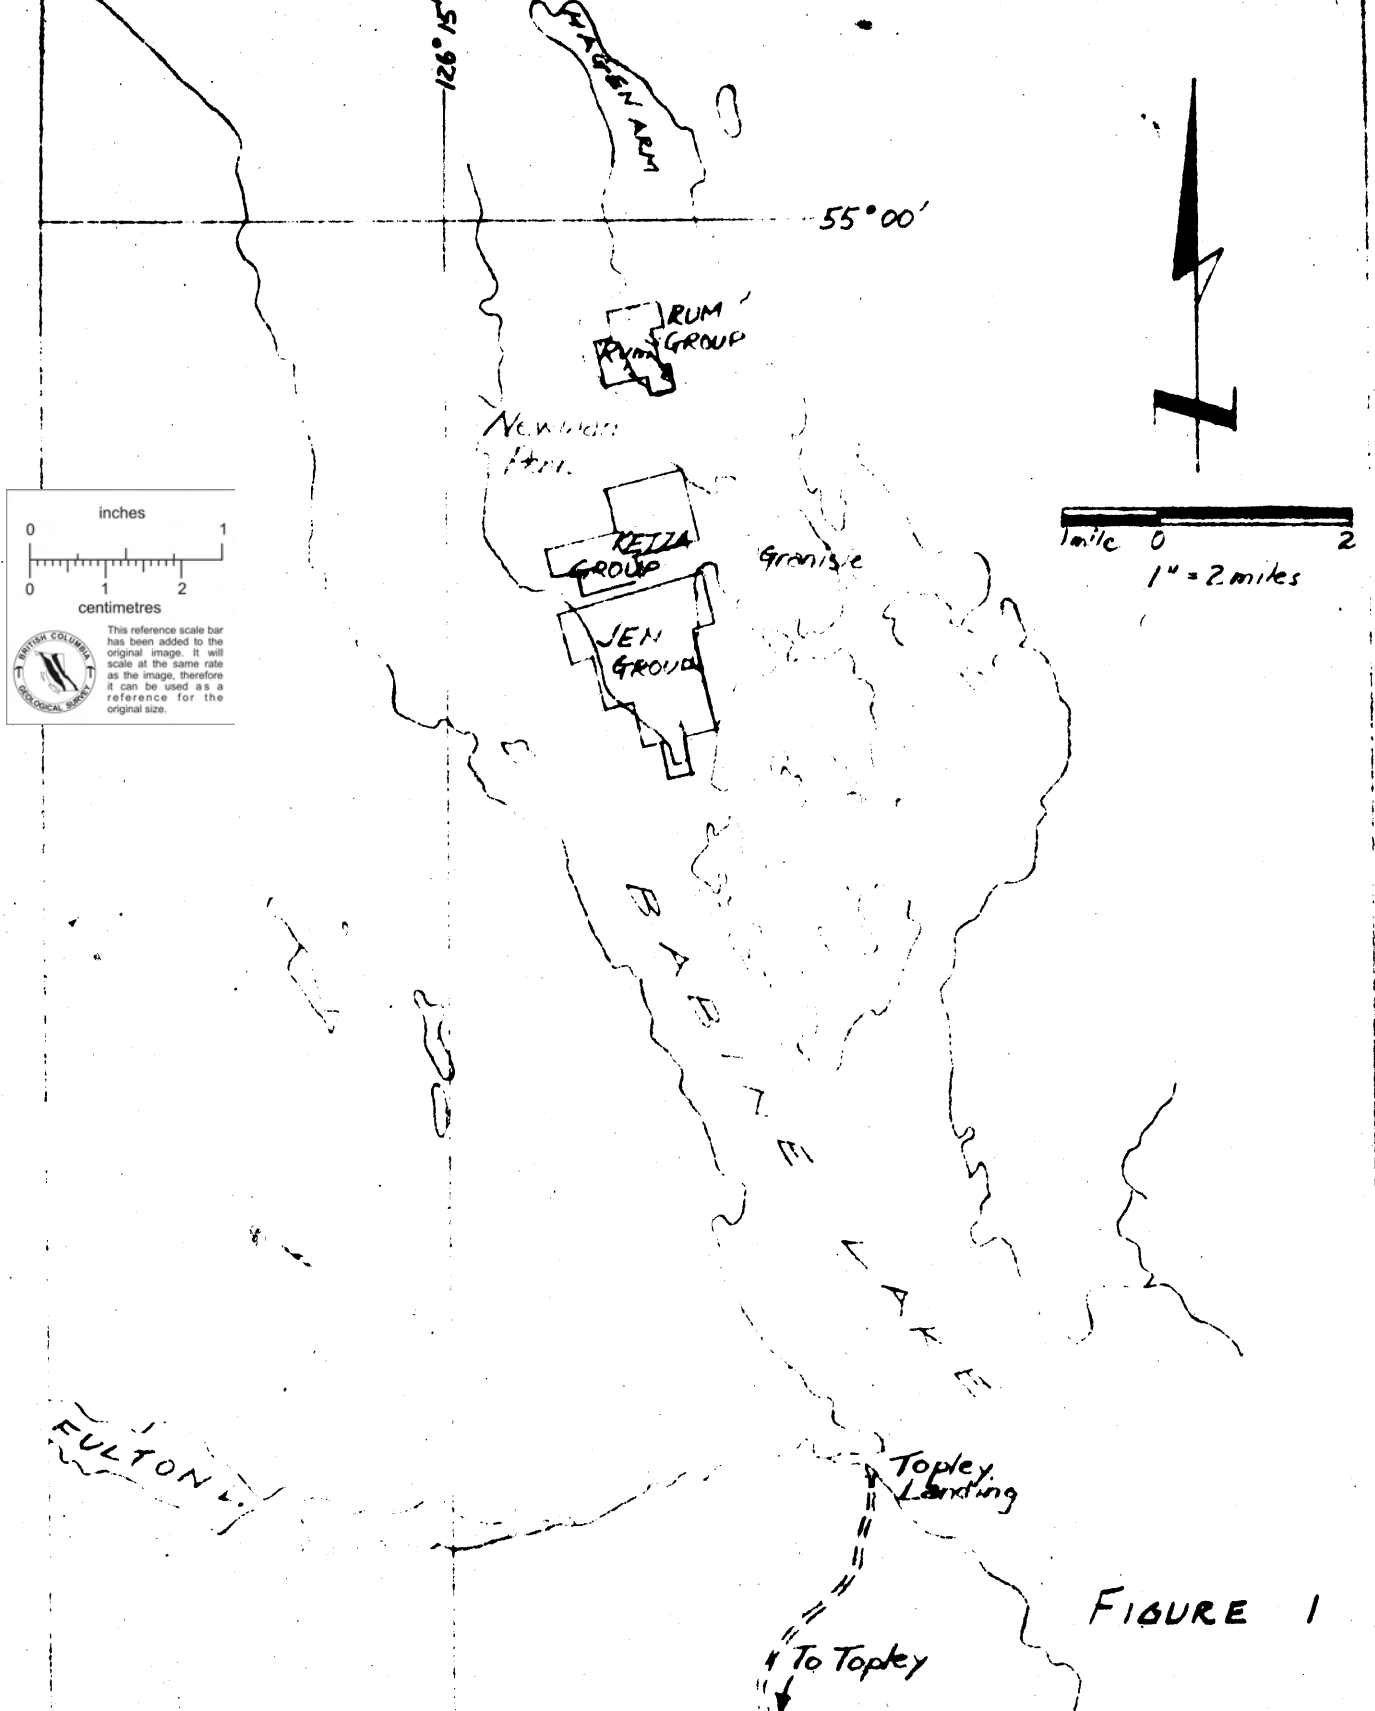 126° 15'
HAGEN ARM
55° 00'
RUM
GROUP
Rum
Newman
Pen.
inches
0 1
0 1 2
centimetres
BRITISH COLUMBIA
GEOLOGICAL SURVEY
This reference scale bar
has been added to the
original image. It will
scale at the same rate
as the image, therefore
it can be used as a
reference for the
original size.
1 mile 0 2
1" = 2 miles
KEZZA
GROUP
Granisle
JEN
GROUP
BABINE LAKE
FULTON L.
Topley
Landing
To Topley
FIGURE 1